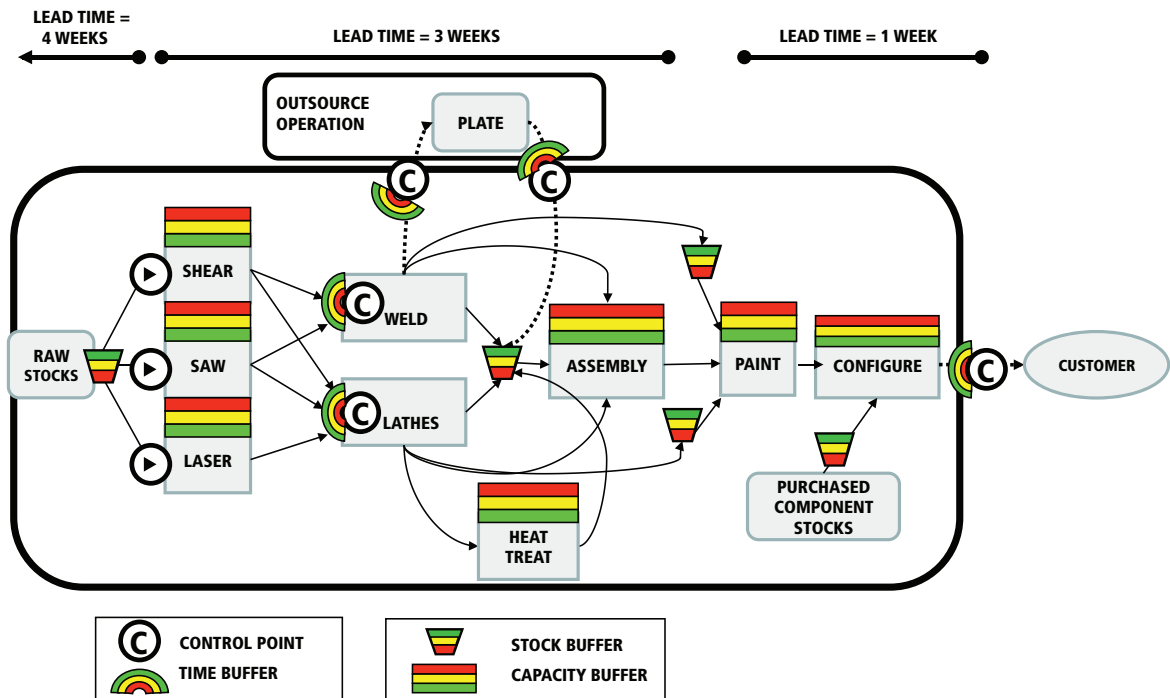 LEAD TIME =
4 WEEKS
LEAD TIME = 3 WEEKS
LEAD TIME = 1 WEEK
OUTSOURCE
OPERATION
PLATE
C
C
SHEAR
C
WELD
RAW
STOCKS
SAW
ASSEMBLY
PAINT
CONFIGURE
C
CUSTOMER
C
LATHES
LASER
PURCHASED
COMPONENT
STOCKS
HEAT
TREAT
C
CONTROL POINT
TIME BUFFER
STOCK BUFFER
CAPACITY BUFFER